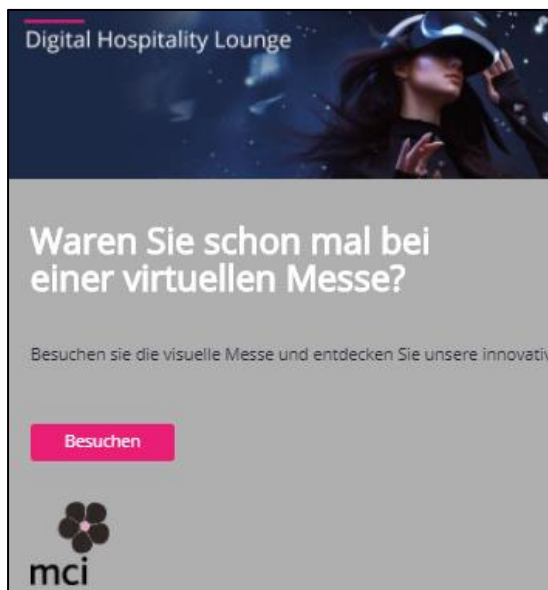 Digital Hospitality Lounge
Waren Sie schon mal bei
einer virtuellen Messe?
Besuchen sie die visuelle Messe und entdecken Sie unsere innovativ
Besuchen
mci